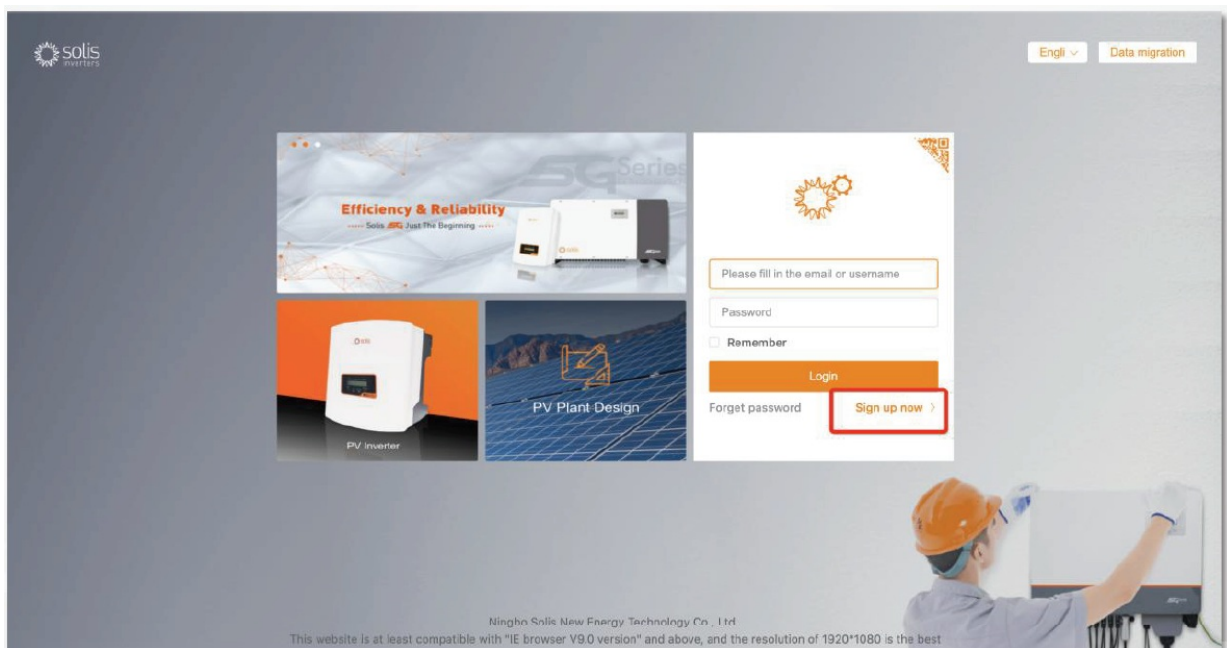 solis
inverters
Engli
Data migration
Series
Efficiency & Reliability
Solis 5G Just The Beginning
solis
Please fill in the email or username
Password
Remember
Login
Forget password
Sign up now
solis
PV Inverter
PV Plant Design
Ningbo Solis New Energy Technology Co., Ltd
This website is at least compatible with "IE browser V9.0 version" and above, and the resolution of 1920*1080 is the best